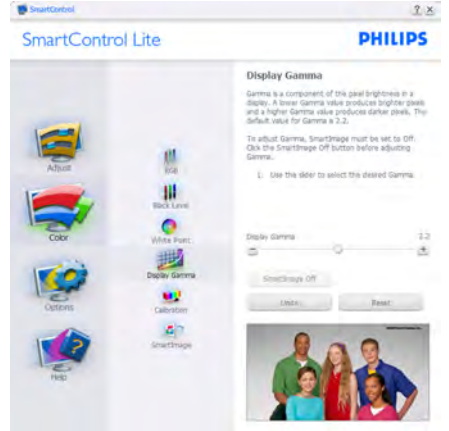 SmartControl
? ×
SmartControl Lite
PHILIPS
Display Gamma
Gamma is a component of the pixel brightness in a
display. A lower Gamma value produces brighter pixels
and a higher Gamma value produces darker pixels. The
default value for Gamma is 2.2.
To adjust Gamma, SmartImage must be set to Off.
Click the SmartImage Off button before adjusting
Gamma.
1. Use the slider to select the desired Gamma.
Adjust
Color
Options
Help
RGB
Black Level
White Point
Display Gamma
Calibration
SmartImage
Display Gamma
2.2
SmartImage Off
Undo
Reset